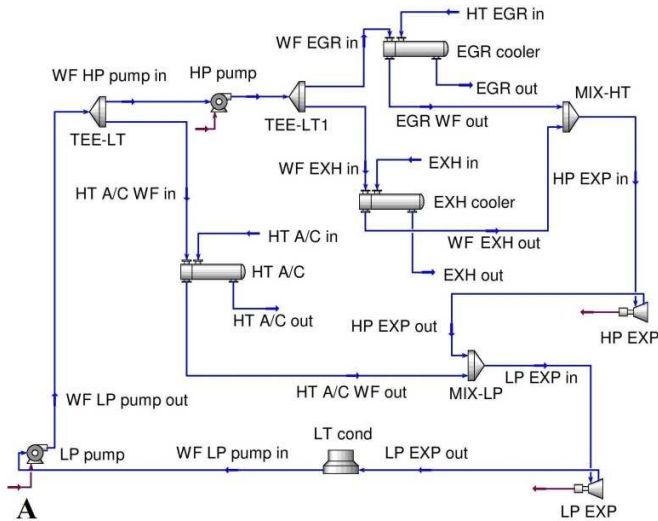 HT EGR in
WF EGR in
EGR cooler
WF HP pump in
HP pump
EGR out
MIX-HT
TEE-LT
TEE-LT1
EGR WF out
WF EXH in
EXH in
HP EXP in
HT A/C WF in
EXH cooler
HT A/C in
WF EXH out
HT A/C
EXH out
HT A/C out
HP EXP out
HP EXP
HT A/C WF out
MIX-LP
LP EXP in
WF LP pump out
LP pump
WF LP pump in
LT cond
LP EXP out
A
LP EXP